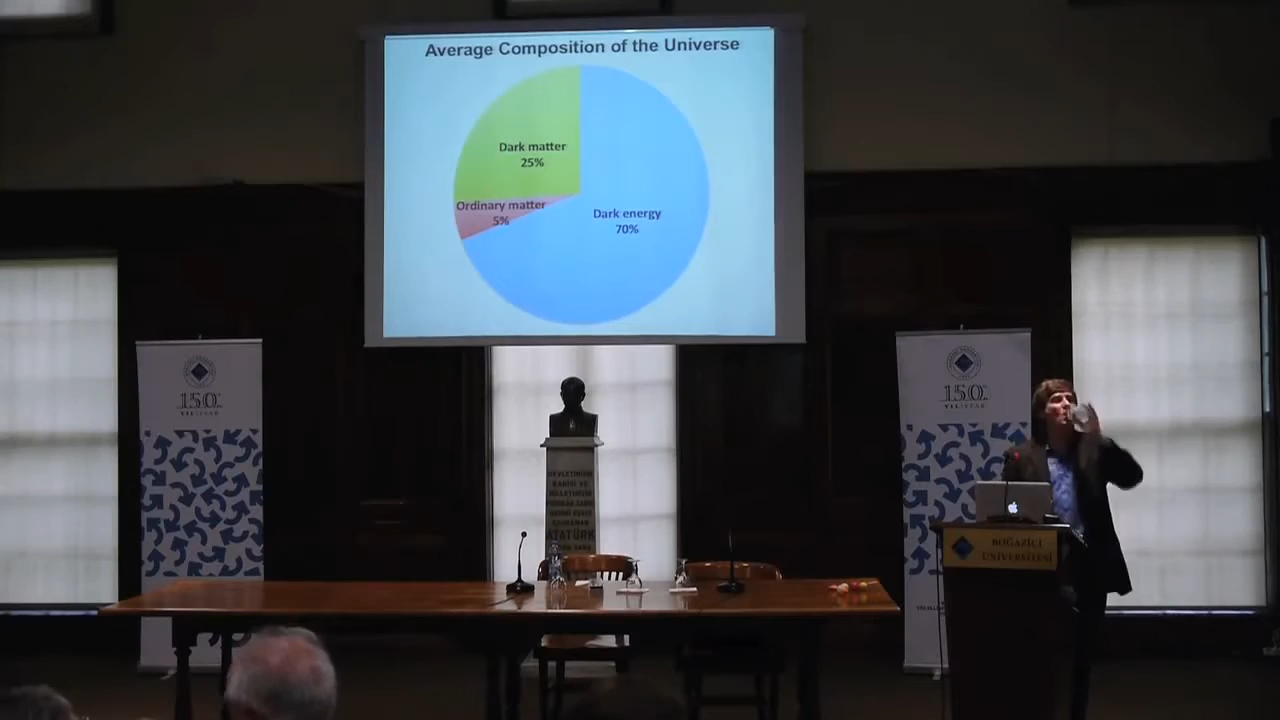 Average Composition of the Universe
Dark matter
25%
Ordinary matter
5%
Dark energy
70%
150.
150.
ATATÜRK
BOĞAZİÇİ
ÜNİVERSİTESİ